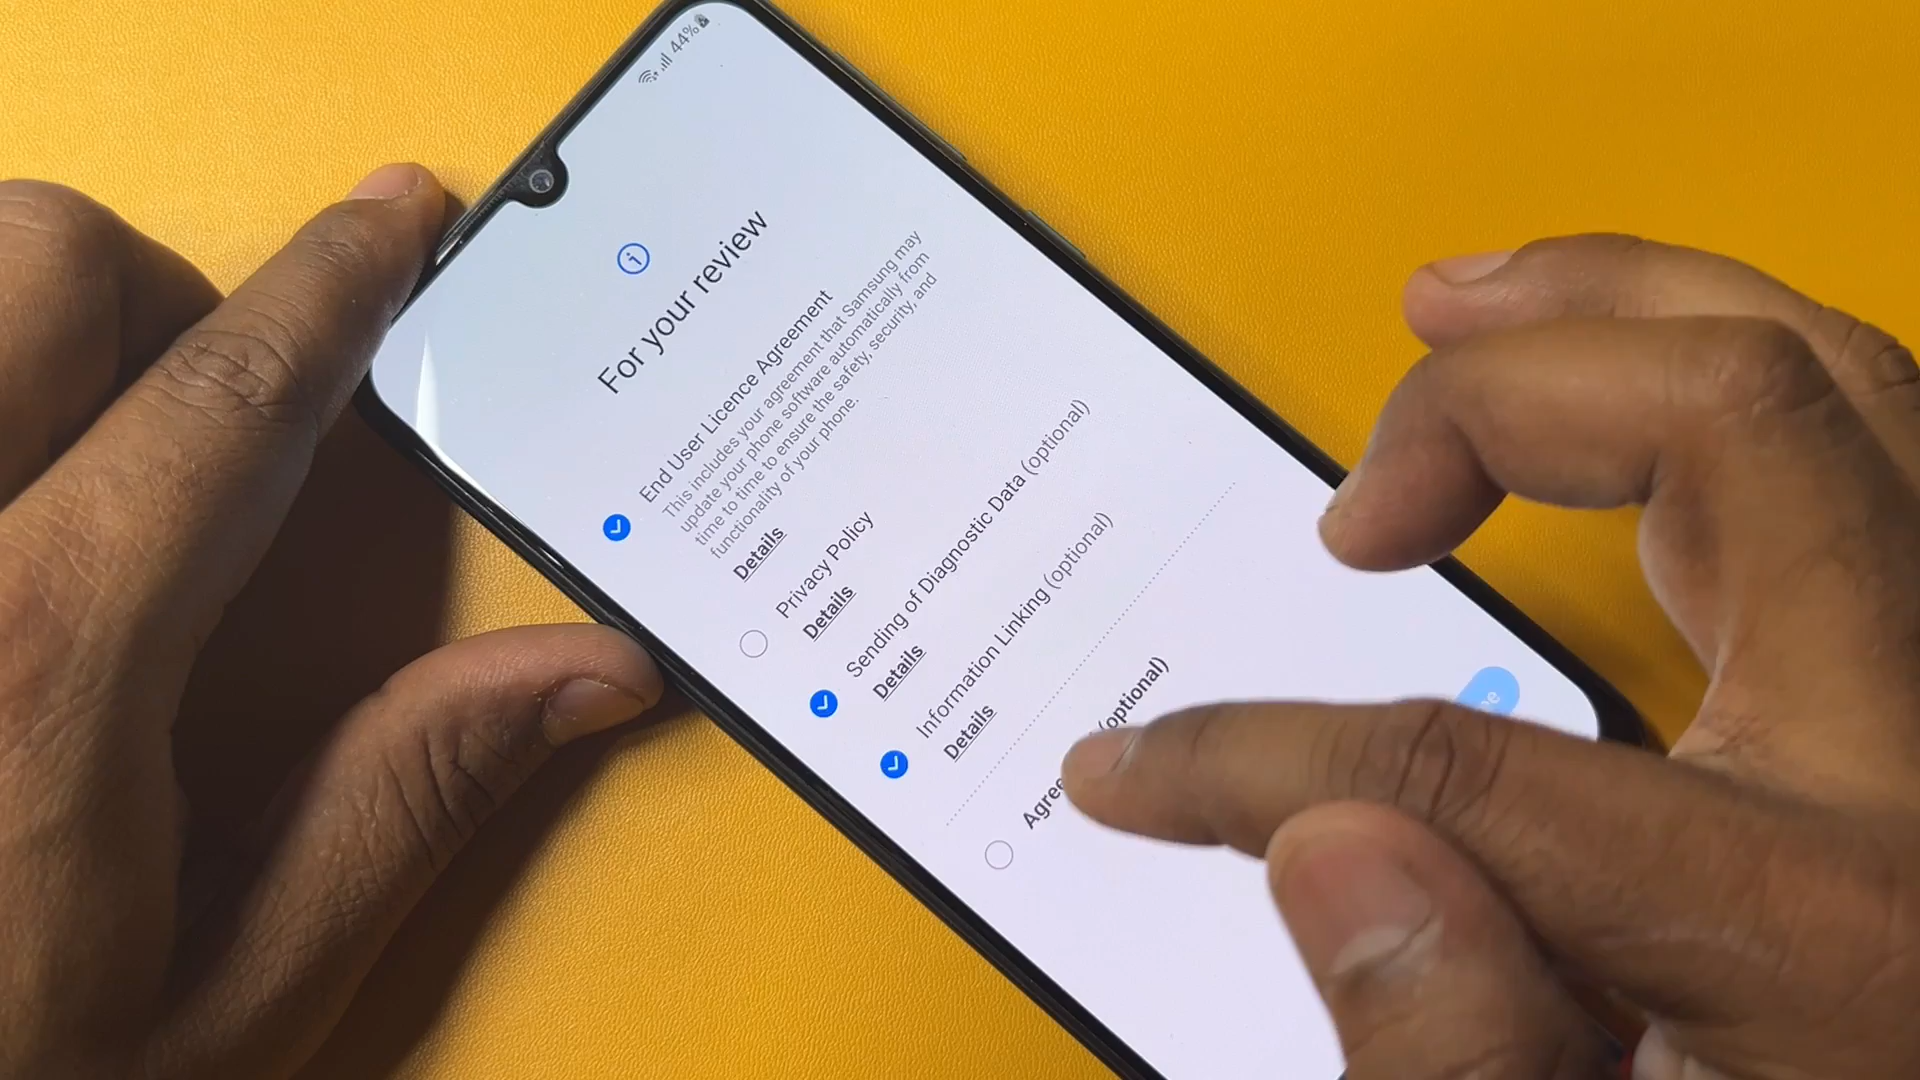 44%
For your review
End User Licence Agreement
This includes your agreement that Samsung may
update your phone software automatically from
time to time to ensure the safety, security, and
functionality of your phone.
Details
Privacy Policy
Details
Sending of Diagnostic Data (optional)
Details
Information Linking (optional)
Details
(optional)